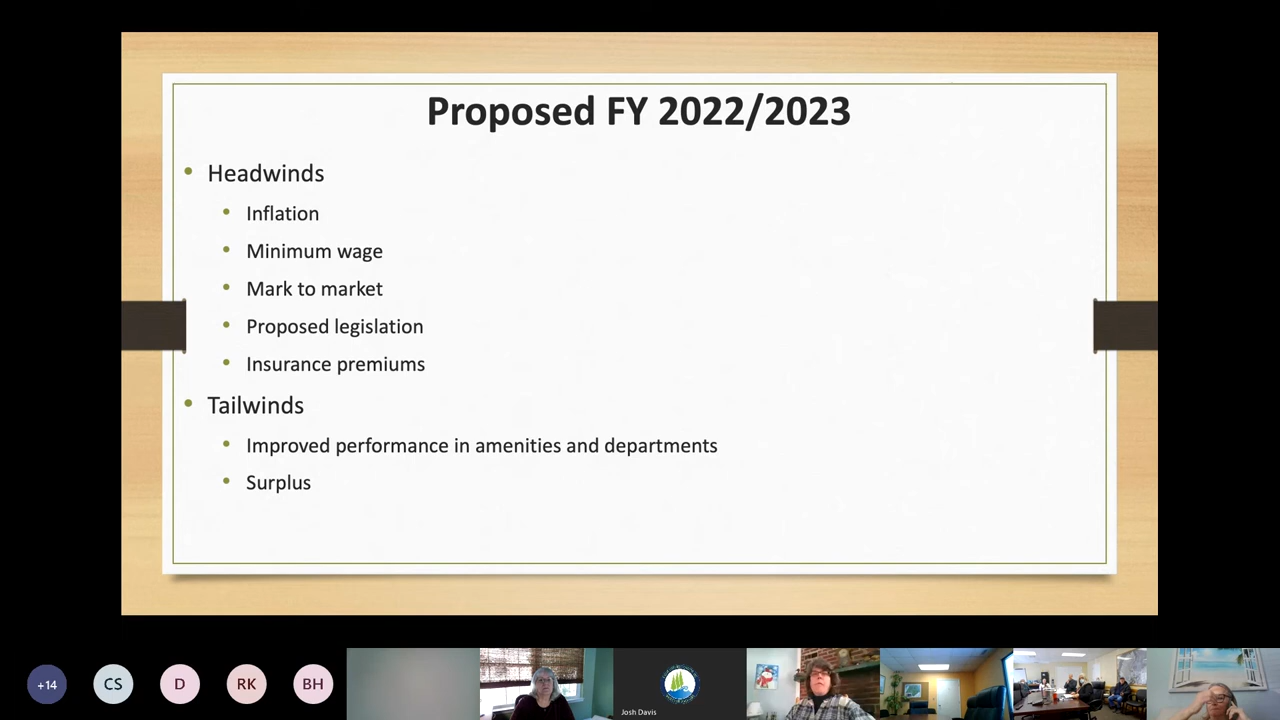 Proposed FY 2022/2023
Headwinds
Inflation
Minimum wage
Mark to market
Proposed legislation
Insurance premiums
Tailwinds
Improved performance in amenities and departments
Surplus
+14
CS
D
RK
BH
Josh Davis